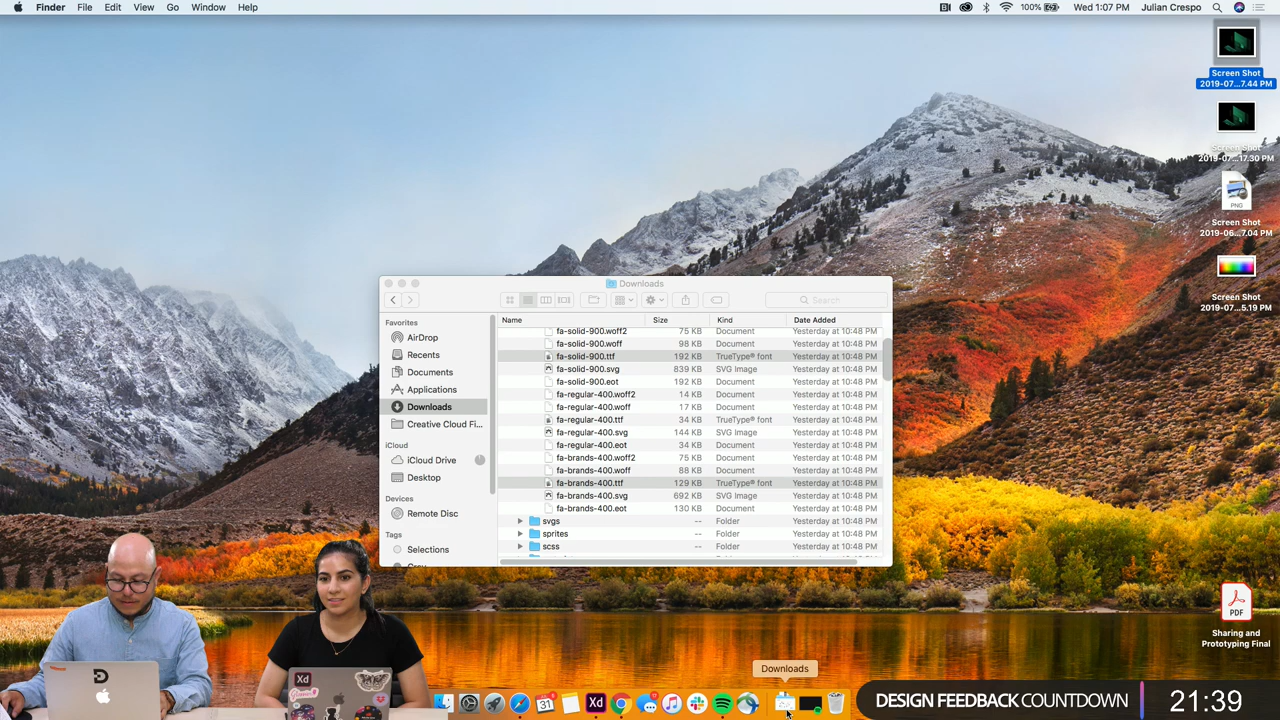 Finder File Edit View Go Window Help
100% Wed 1:07 PM Julian Crespo
Screen Shot
2019-07...7.44 PM
Screen Shot
2019-07...17.30 PM
PNG
Screen Shot
2019-06...7.04 PM
Screen Shot
2019-07...5.19 PM
PDF
Sharing and
Prototyping Final
Downloads
Search
Favorites
AirDrop
Recents
Documents
Applications
Downloads
Creative Cloud Fi...
iCloud
iCloud Drive
Desktop
Devices
Remote Disc
Tags
Selections
Name Size Kind Date Added
fa-solid-900.woff2 75 KB Document Yesterday at 10:48 PM
fa-solid-900.woff 98 KB Document Yesterday at 10:48 PM
fa-solid-900.ttf 192 KB TrueType® font Yesterday at 10:48 PM
fa-solid-900.svg 839 KB SVG Image Yesterday at 10:48 PM
fa-solid-900.eot 192 KB Document Yesterday at 10:48 PM
fa-regular-400.woff2 14 KB Document Yesterday at 10:48 PM
fa-regular-400.woff 17 KB Document Yesterday at 10:48 PM
fa-regular-400.ttf 34 KB TrueType® font Yesterday at 10:48 PM
fa-regular-400.svg 144 KB SVG Image Yesterday at 10:48 PM
fa-regular-400.eot 34 KB Document Yesterday at 10:48 PM
fa-brands-400.woff2 75 KB Document Yesterday at 10:48 PM
fa-brands-400.woff 88 KB Document Yesterday at 10:48 PM
fa-brands-400.ttf 129 KB TrueType® font Yesterday at 10:48 PM
fa-brands-400.svg 692 KB SVG Image Yesterday at 10:48 PM
fa-brands-400.eot 130 KB Document Yesterday at 10:48 PM
svgs -- Folder Yesterday at 10:48 PM
sprites -- Folder Yesterday at 10:48 PM
scss -- Folder Yesterday at 10:48 PM
Downloads
Xd
31
Xd
DESIGN FEEDBACK COUNTDOWN 21:39